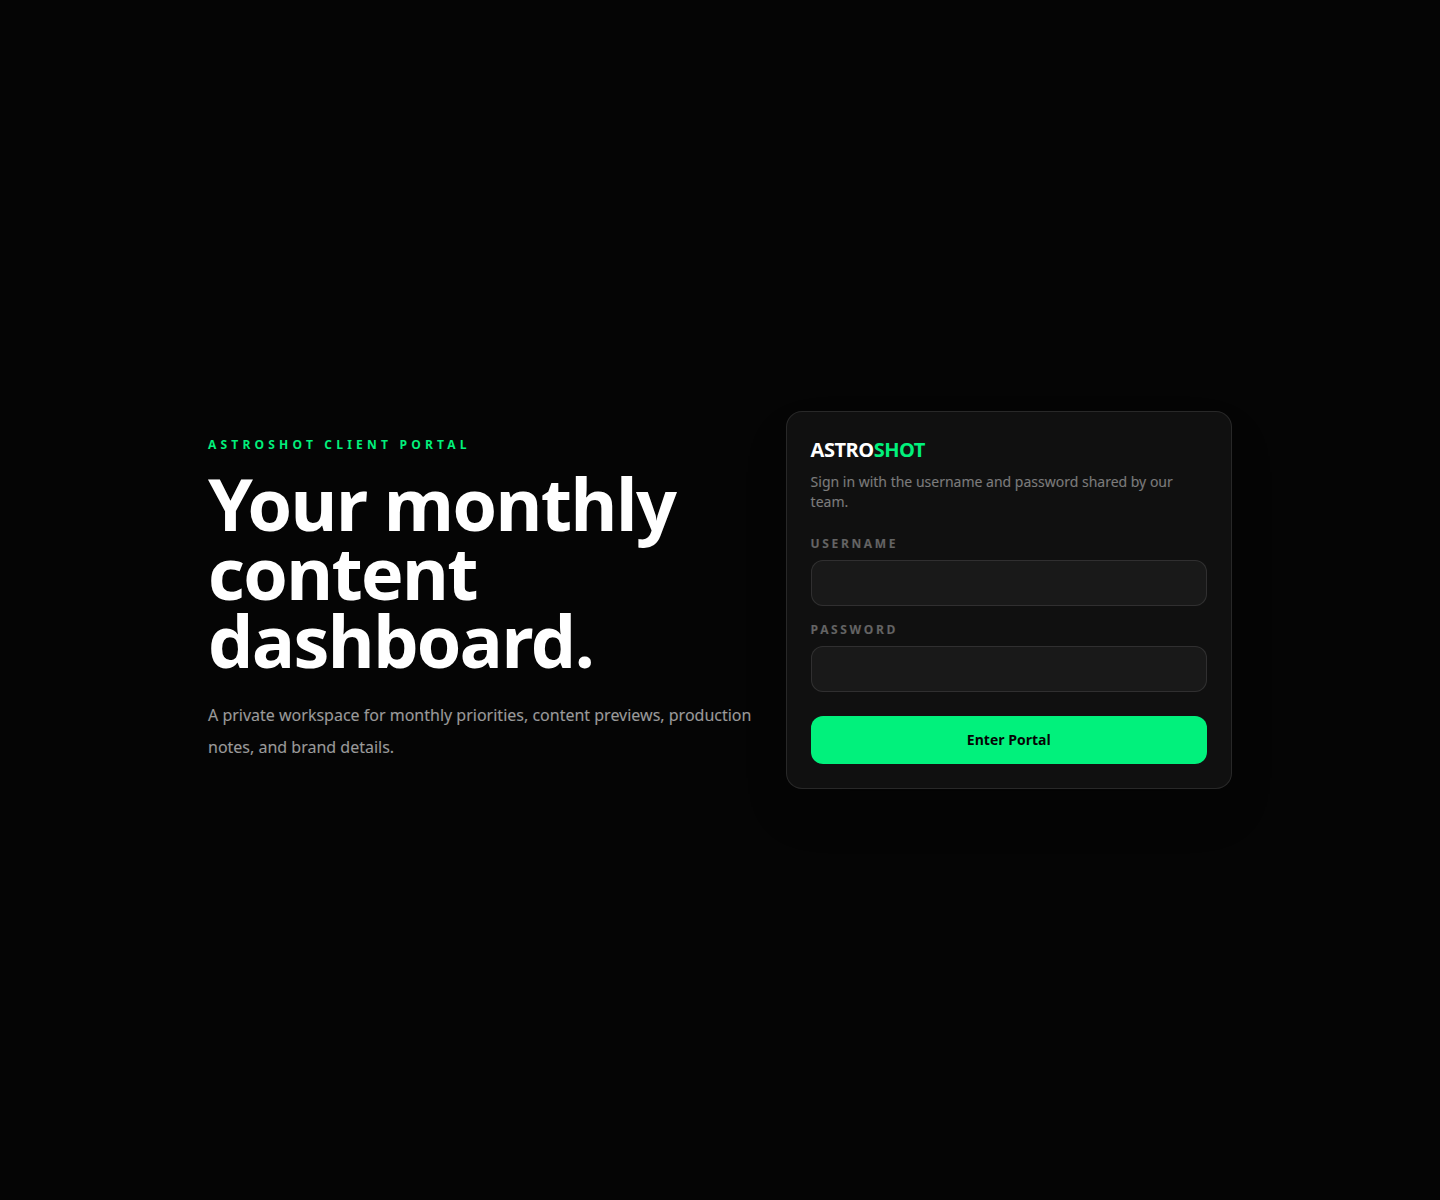 ASTROSHOT CLIENT PORTAL
Your monthly
content
dashboard.
A private workspace for monthly priorities, content previews, production
notes, and brand details.
ASTROSHOT
Sign in with the username and password shared by our
team.
USERNAME
PASSWORD
Enter Portal